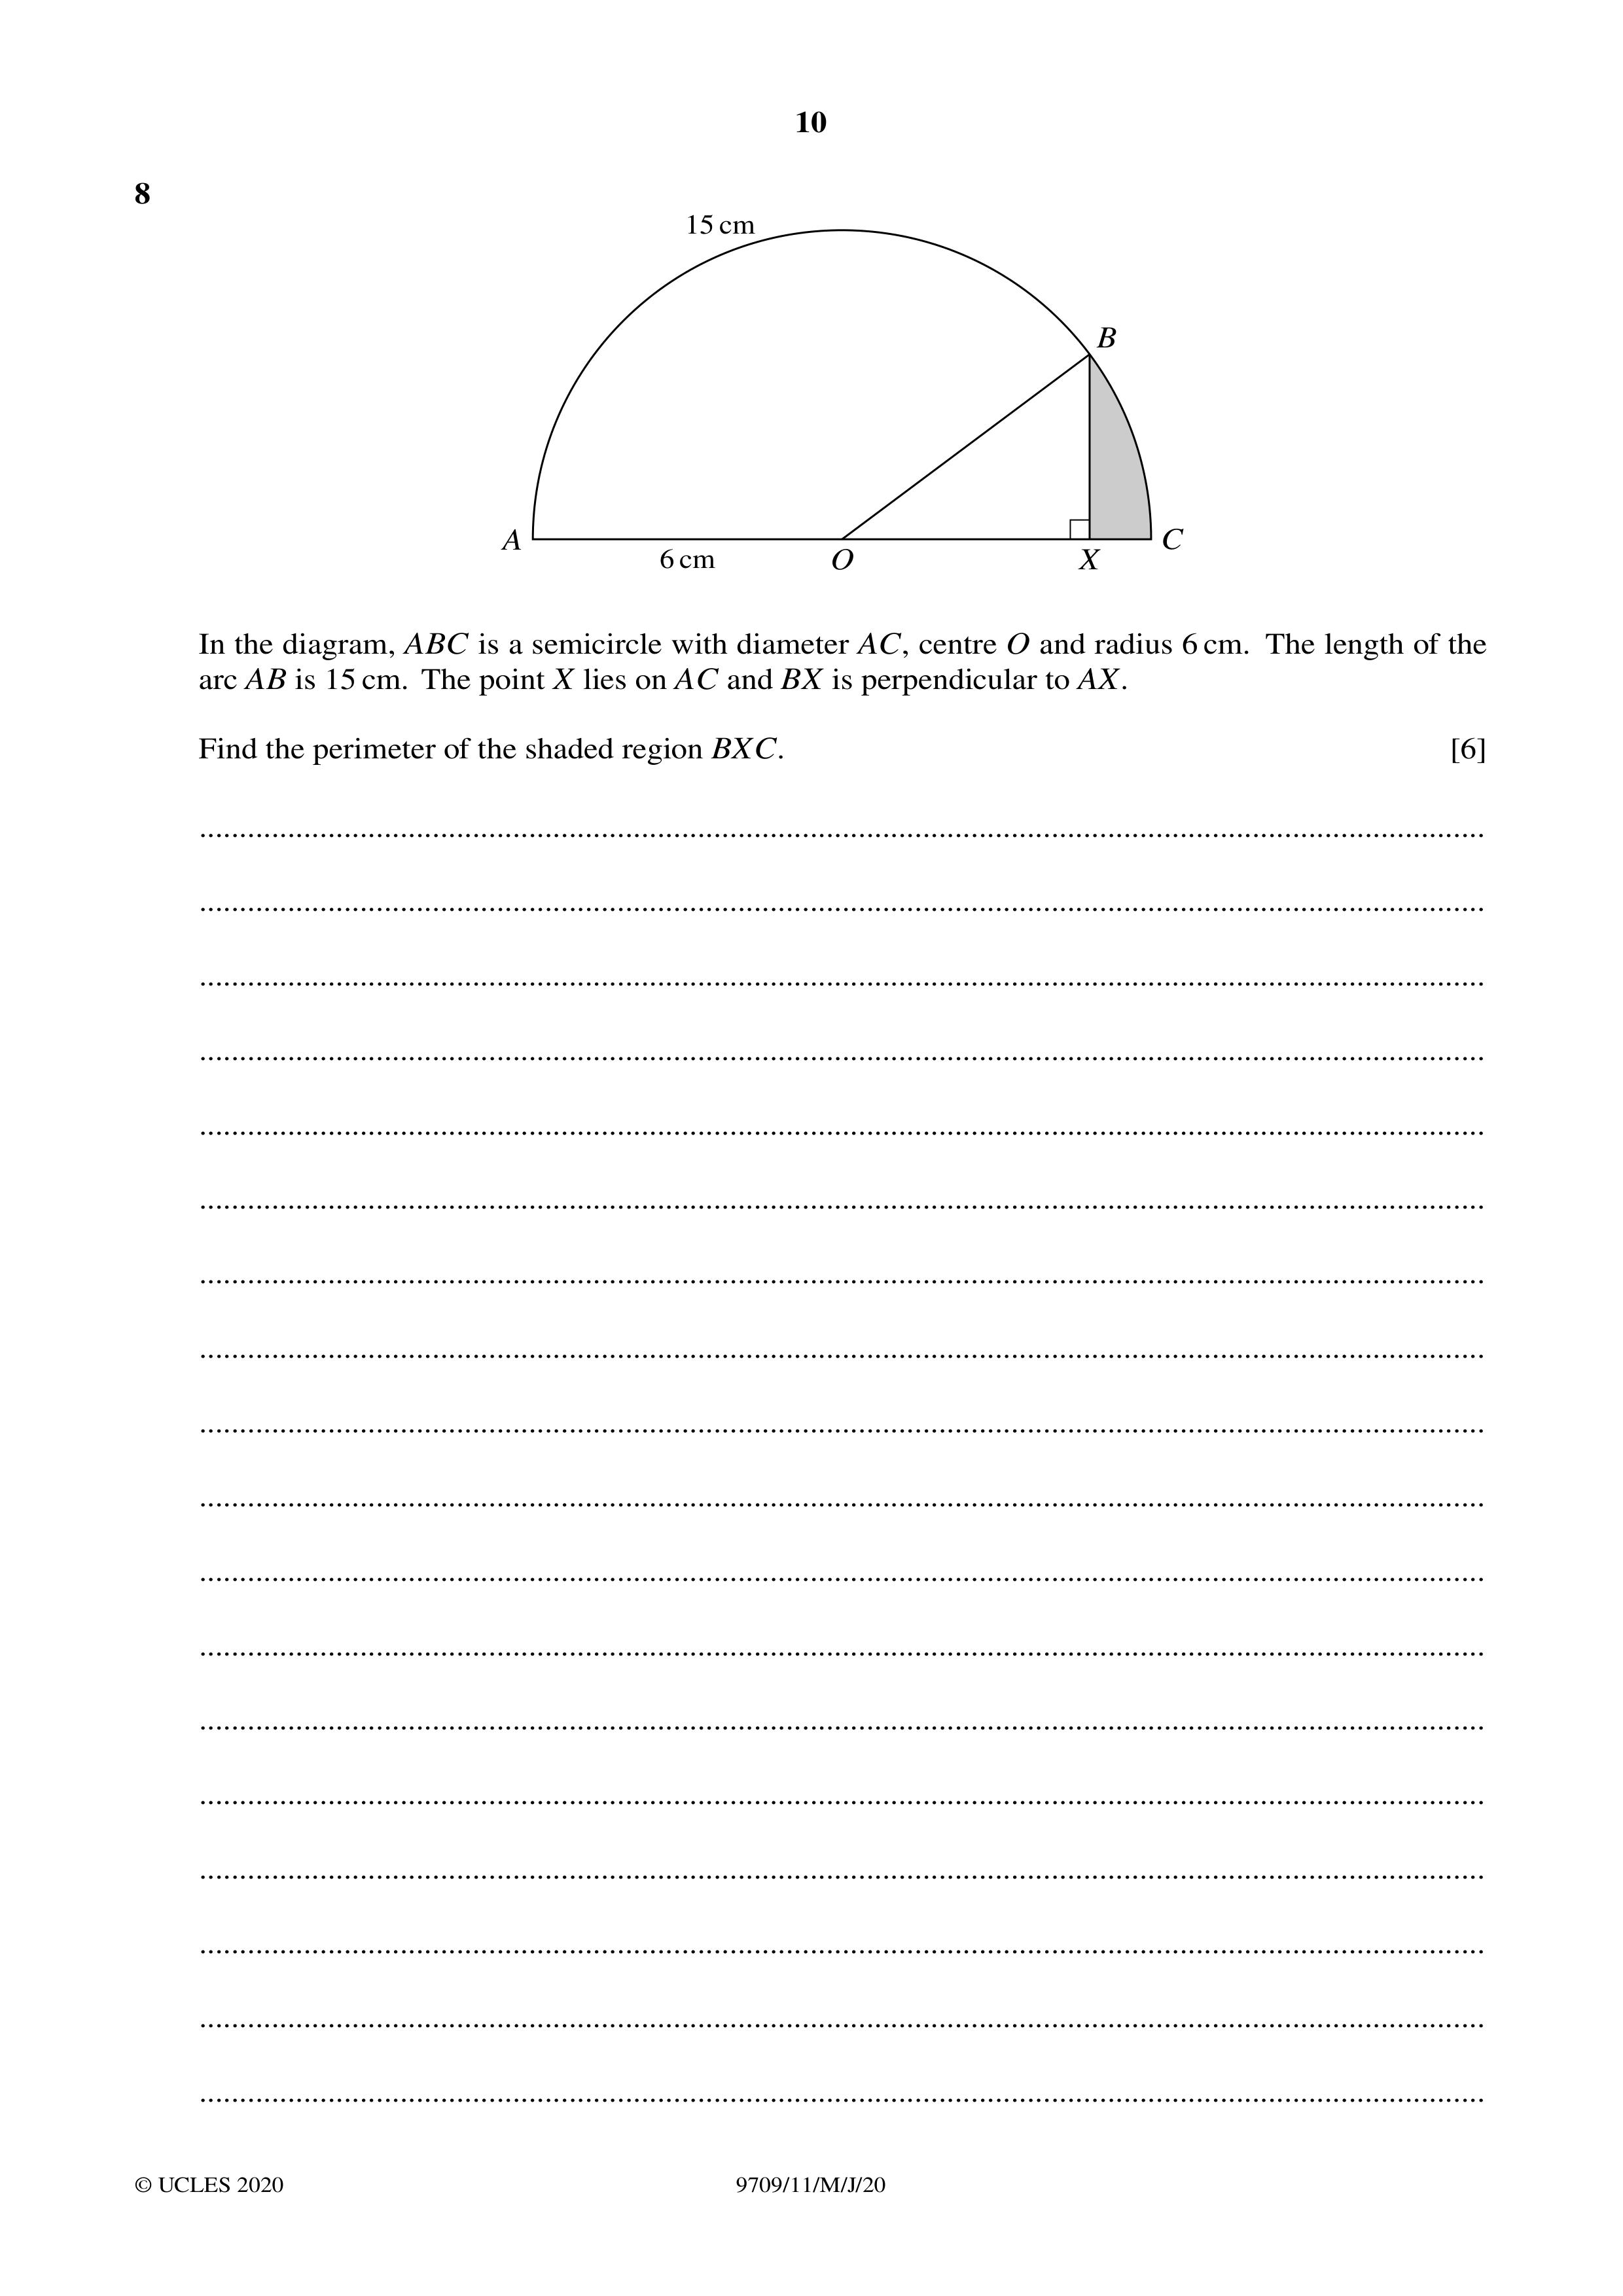 10
8
15 cm
B
A
6 cm
O
X
C
In the diagram, ABC is a semicircle with diameter AC, centre O and radius 6 cm. The length of the
arc AB is 15 cm. The point X lies on AC and BX is perpendicular to AX.
Find the perimeter of the shaded region BXC. [6]
© UCLES 2020
9709/11/M/J/20